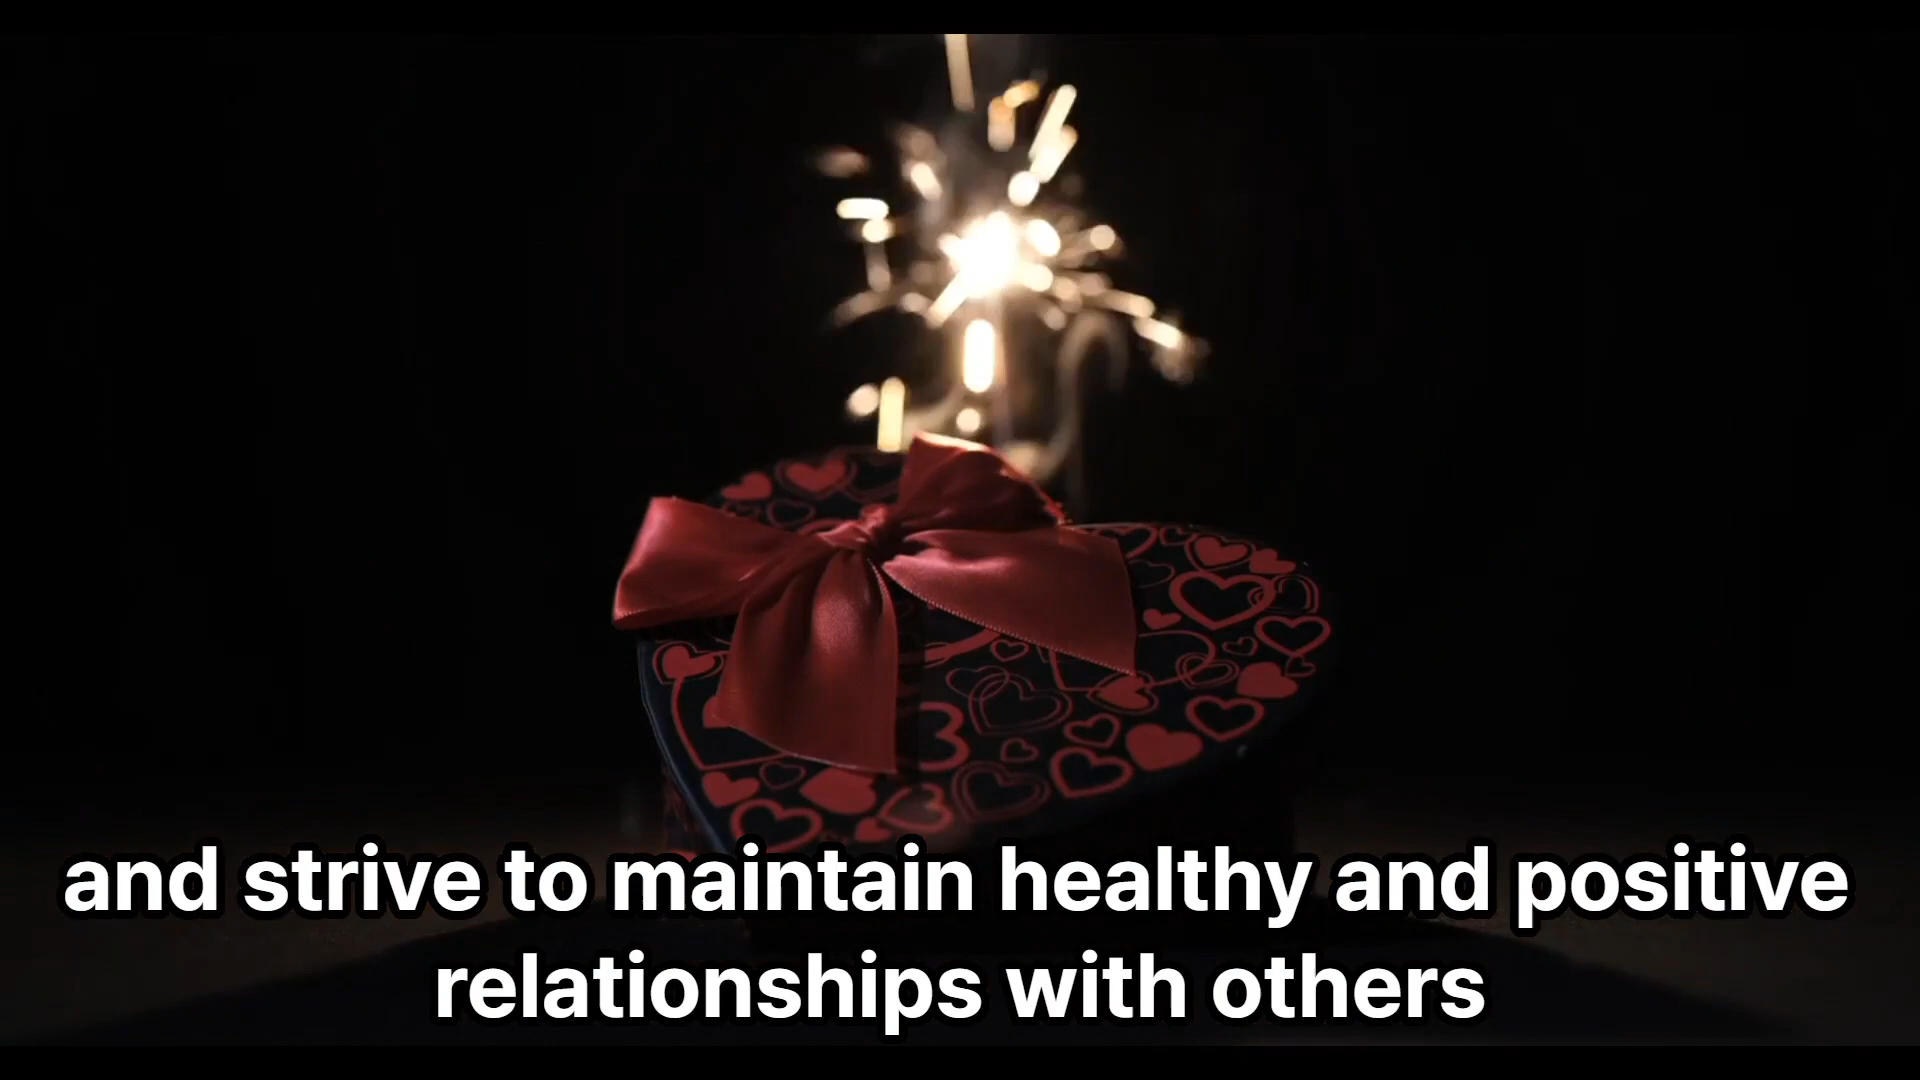 and strive to maintain healthy and positive
relationships with others